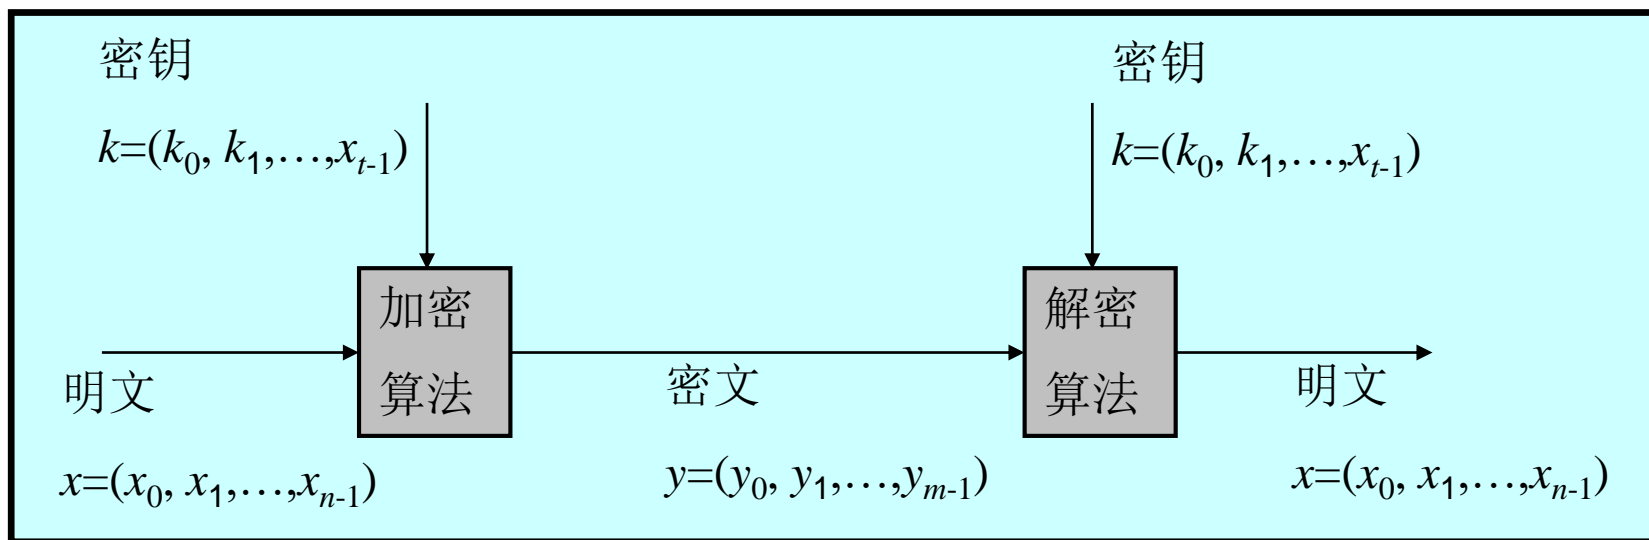 密钥
密钥
k=(k₀, k₁,…,xₜ₋₁)
k=(k₀, k₁,…,xₜ₋₁)
加密
算法
解密
算法
明文
密文
明文
x=(x₀, x₁,…,xₙ₋₁)
y=(y₀, y₁,…,yₘ₋₁)
x=(x₀, x₁,…,xₙ₋₁)